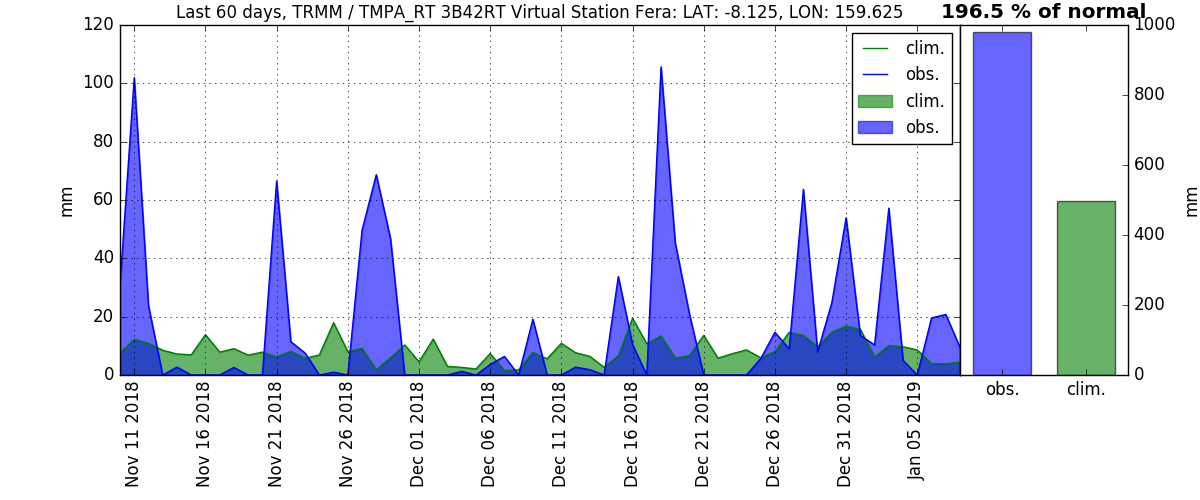 Last 60 days, TRMM / TMPA_RT 3B42RT Virtual Station Fera: LAT: -8.125, LON: 159.625
196.5 % of normal
120
100
80
60
40
20
0
mm
clim.
obs.
clim.
obs.
1000
800
600
400
200
0
mm
obs.
clim.
Nov 11 2018
Nov 16 2018
Nov 21 2018
Nov 26 2018
Dec 01 2018
Dec 06 2018
Dec 11 2018
Dec 16 2018
Dec 21 2018
Dec 26 2018
Dec 31 2018
Jan 05 2019